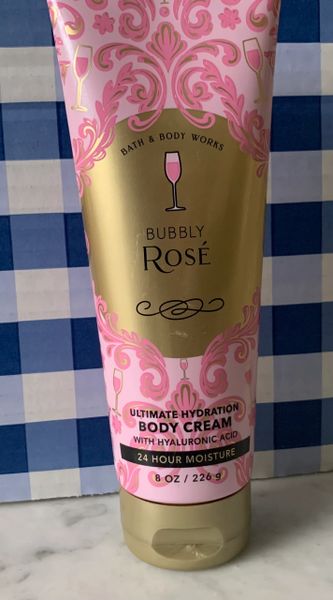 BATH & BODY WORKS
BUBBLY
ROSÉ
ULTIMATE HYDRATION
BODY CREAM
WITH HYALURONIC ACID
24 HOUR MOISTURE
8 OZ / 226 g